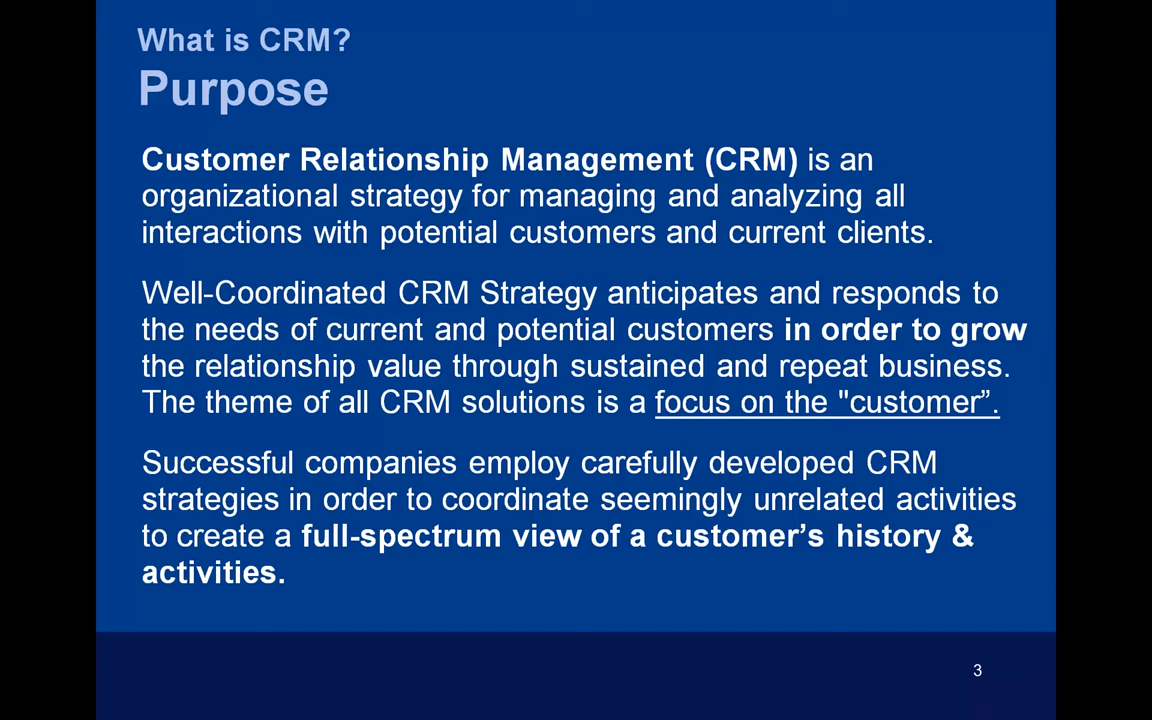 What is CRM?
Purpose
Customer Relationship Management (CRM) is an
organizational strategy for managing and analyzing all
interactions with potential customers and current clients.
Well-Coordinated CRM Strategy anticipates and responds to
the needs of current and potential customers in order to grow
the relationship value through sustained and repeat business.
The theme of all CRM solutions is a focus on the "customer”.
Successful companies employ carefully developed CRM
strategies in order to coordinate seemingly unrelated activities
to create a full-spectrum view of a customer’s history &
activities.
3